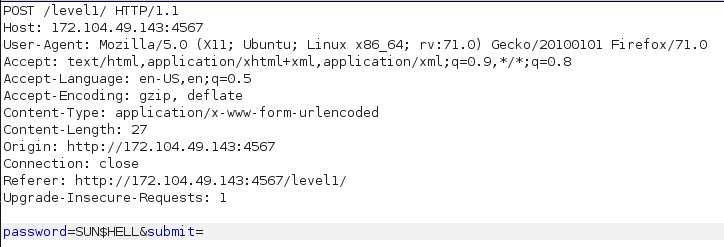 POST /level1/ HTTP/1.1
Host: 172.104.49.143:4567
User-Agent: Mozilla/5.0 (X11; Ubuntu; Linux x86_64; rv:71.0) Gecko/20100101 Firefox/71.0
Accept: text/html,application/xhtml+xml,application/xml;q=0.9,*/*;q=0.8
Accept-Language: en-US,en;q=0.5
Accept-Encoding: gzip, deflate
Content-Type: application/x-www-form-urlencoded
Content-Length: 27
Origin: http://172.104.49.143:4567
Connection: close
Referer: http://172.104.49.143:4567/level1/
Upgrade-Insecure-Requests: 1
password=SUN$HELL&submit=